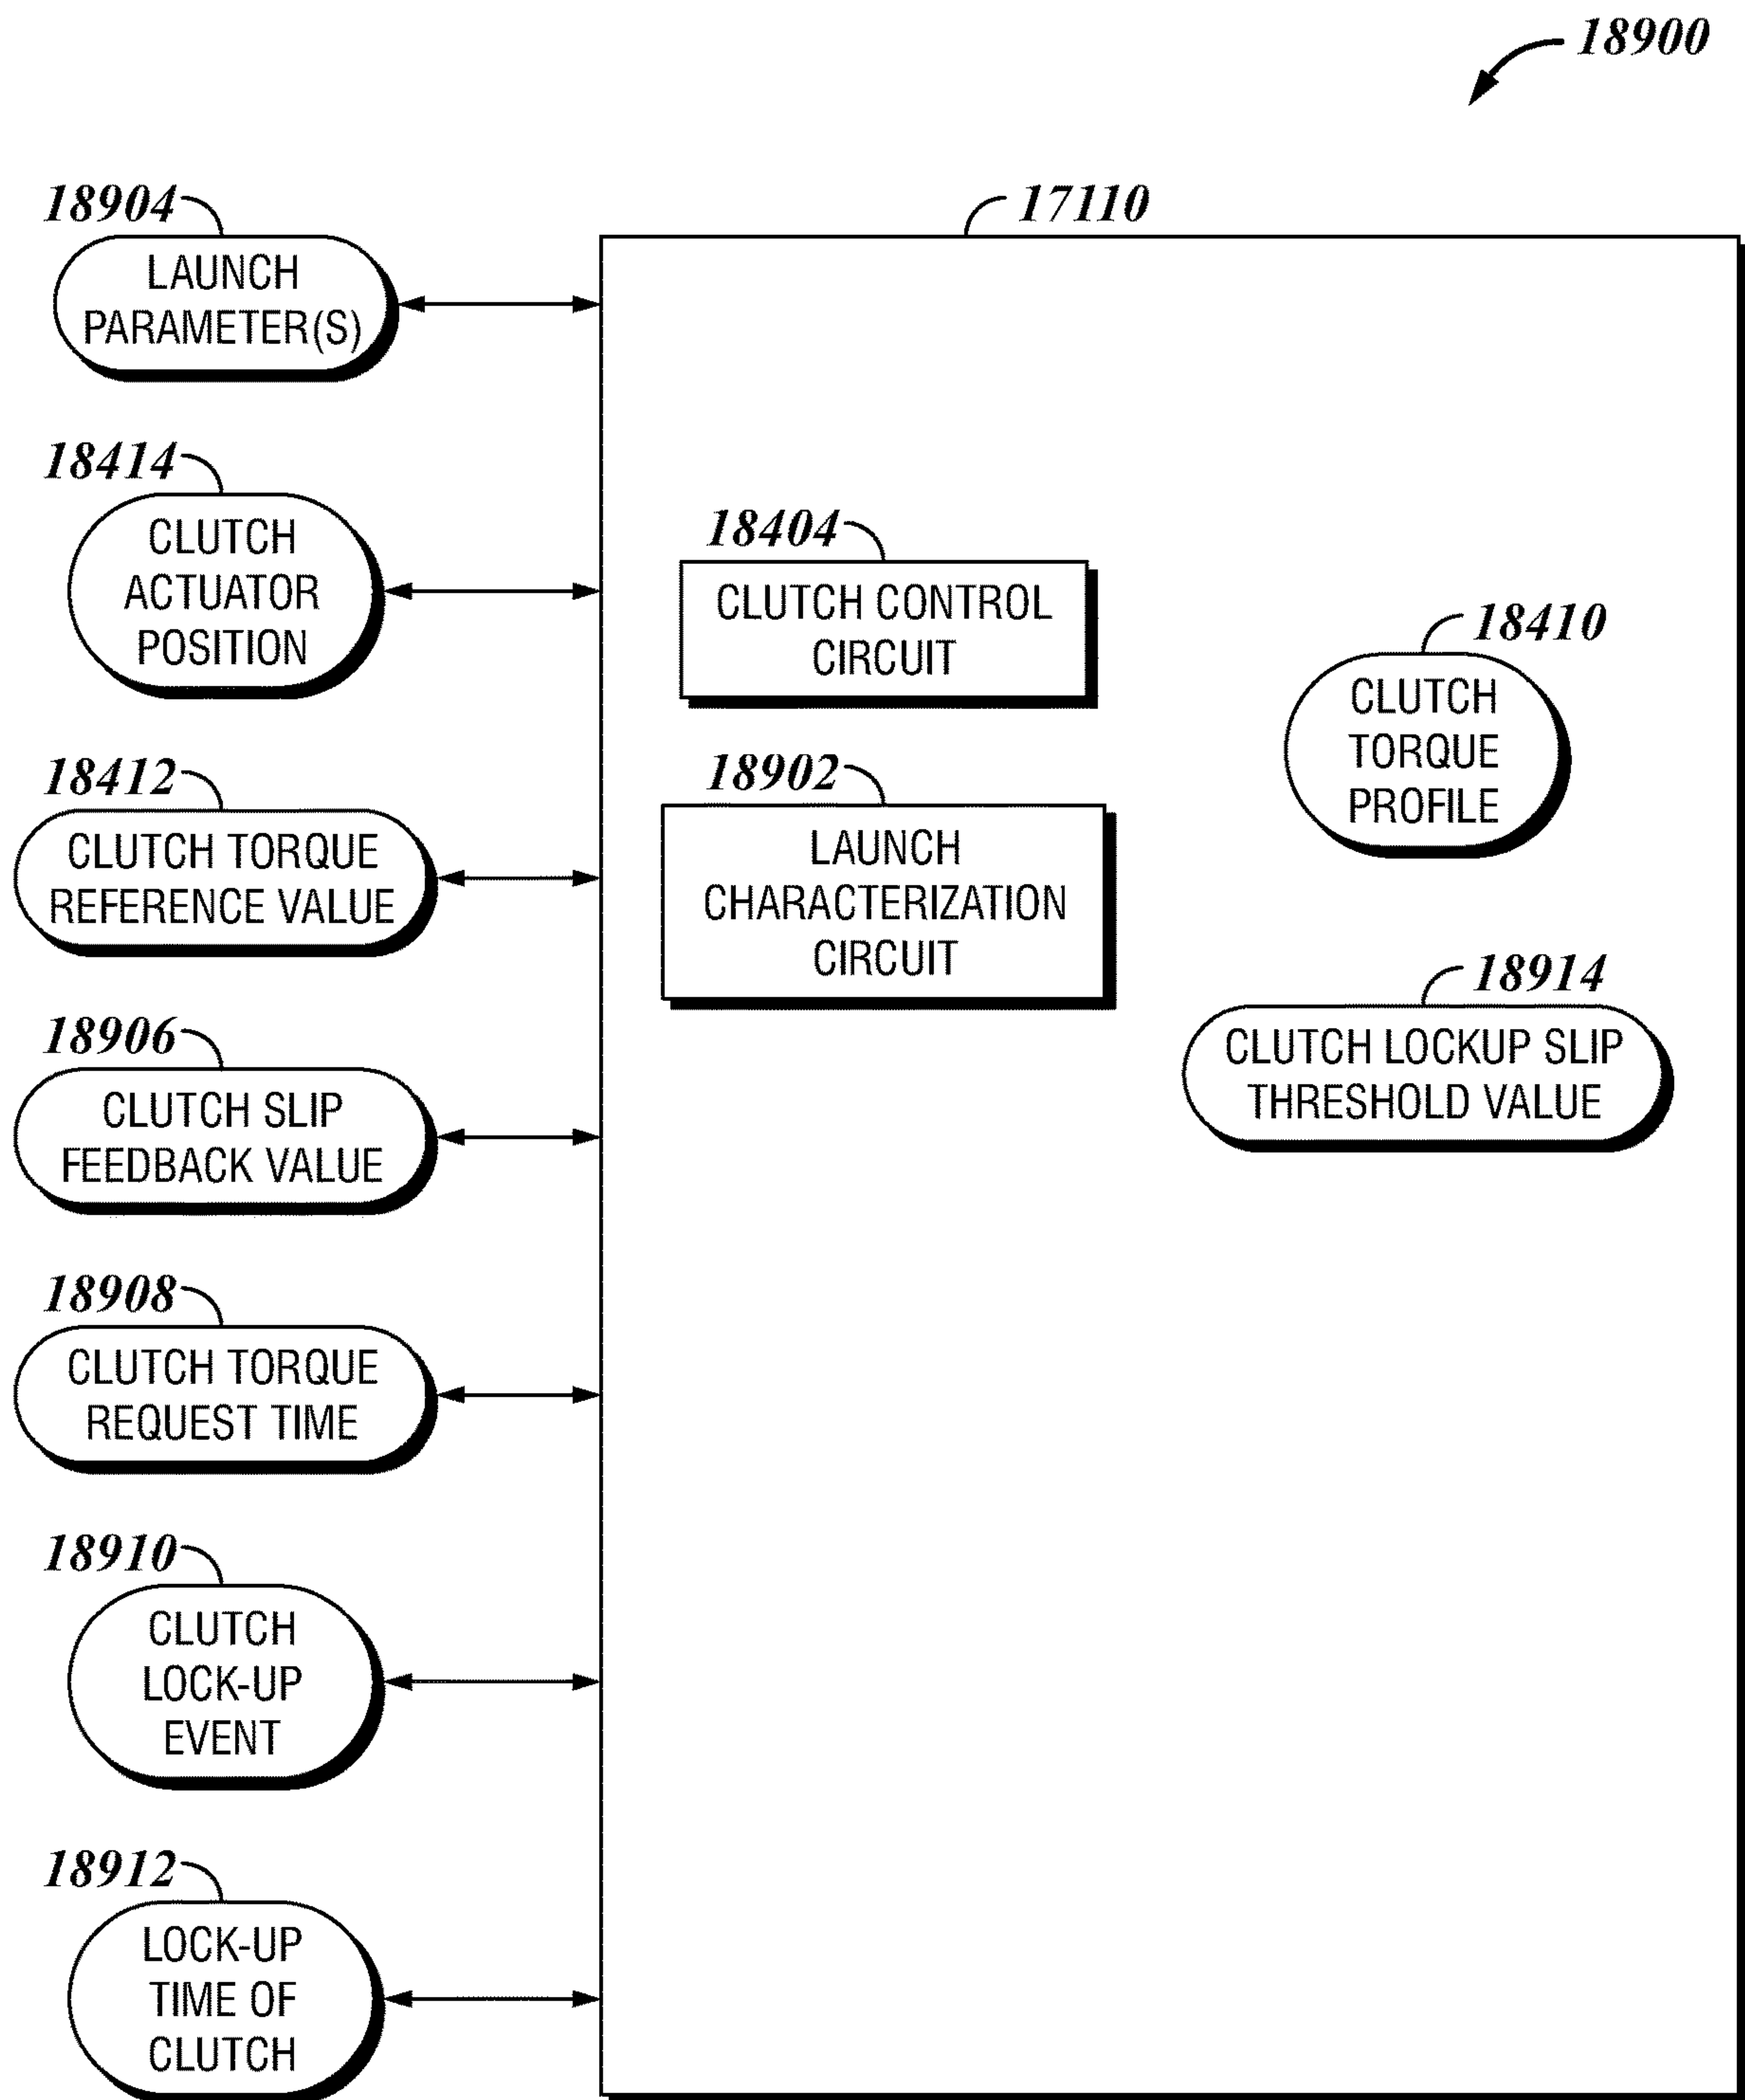 18900
18904
LAUNCH
PARAMETER(S)
18414
CLUTCH
ACTUATOR
POSITION
18412
CLUTCH TORQUE
REFERENCE VALUE
18906
CLUTCH SLIP
FEEDBACK VALUE
18908
CLUTCH TORQUE
REQUEST TIME
18910
CLUTCH
LOCK-UP
EVENT
18912
LOCK-UP
TIME OF
CLUTCH
17110
18404
CLUTCH CONTROL
CIRCUIT
18902
LAUNCH
CHARACTERIZATION
CIRCUIT
18410
CLUTCH
TORQUE
PROFILE
18914
CLUTCH LOCKUP SLIP
THRESHOLD VALUE